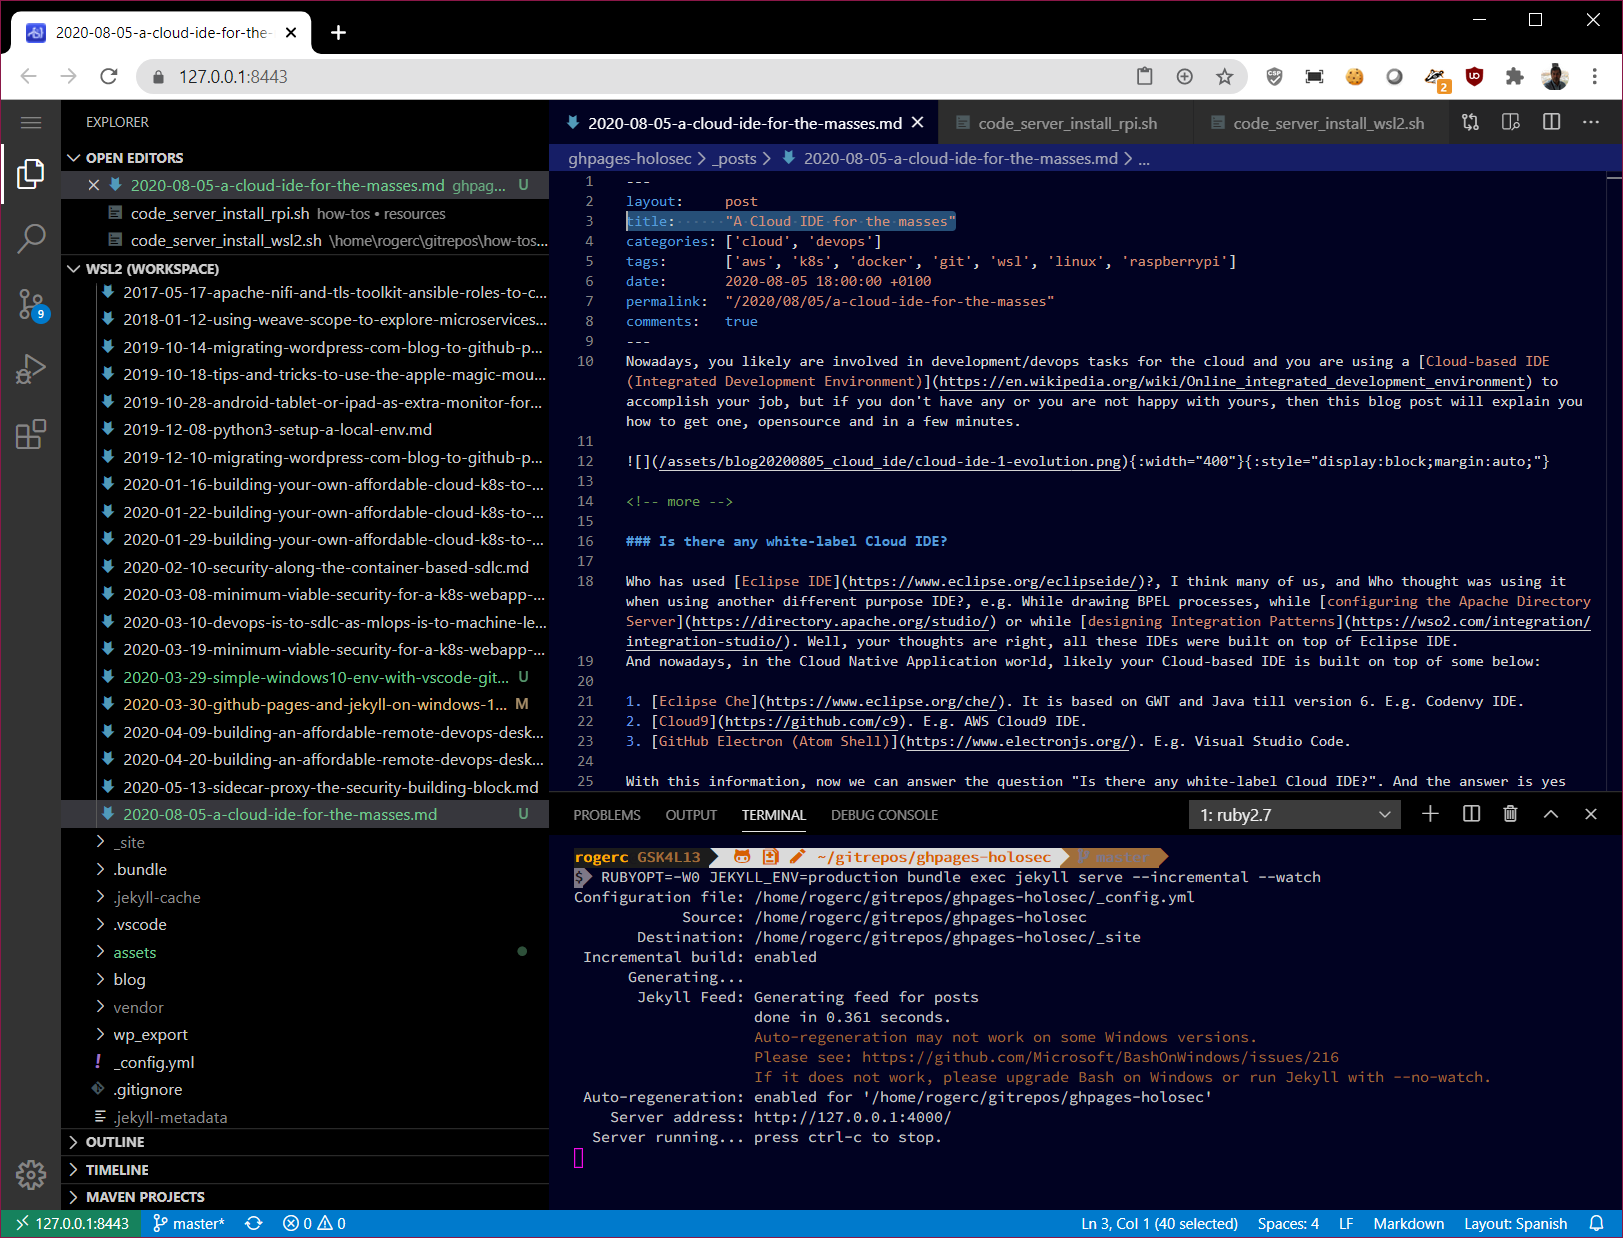 2020-08-05-a-cloud-ide-for-the-
127.0.0.1:8443
CSP
2
UD
EXPLORER
OPEN EDITORS
2020-08-05-a-cloud-ide-for-the-masses.md ghpag... U
code_server_install_rpi.sh how-tos • resources
code_server_install_wsl2.sh \home\rogerc\gitrepos\how-tos...
WSL2 (WORKSPACE)
2017-05-17-apache-nifi-and-tls-toolkit-ansible-roles-to-c...
2018-01-12-using-weave-scope-to-explore-microservices...
9
2019-10-14-migrating-wordpress-com-blog-to-github-p...
2019-10-18-tips-and-tricks-to-use-the-apple-magic-mou...
2019-10-28-android-tablet-or-ipad-as-extra-monitor-for...
2019-12-08-python3-setup-a-local-env.md
2019-12-10-migrating-wordpress-com-blog-to-github-p...
2020-01-16-building-your-own-affordable-cloud-k8s-to-...
2020-01-22-building-your-own-affordable-cloud-k8s-to-...
2020-01-29-building-your-own-affordable-cloud-k8s-to-...
2020-02-10-security-along-the-container-based-sdlc.md
2020-03-08-minimum-viable-security-for-a-k8s-webapp-...
2020-03-10-devops-is-to-sdlc-as-mlops-is-to-machine-le...
2020-03-19-minimum-viable-security-for-a-k8s-webapp-...
2020-03-29-simple-windows10-env-with-vscode-git... U
2020-03-30-github-pages-and-jekyll-on-windows-1... M
2020-04-09-building-an-affordable-remote-devops-desk...
2020-04-20-building-an-affordable-remote-devops-desk...
2020-05-13-sidecar-proxy-the-security-building-block.md
2020-08-05-a-cloud-ide-for-the-masses.md U
_site
.bundle
.jekyll-cache
.vscode
assets
blog
vendor
wp_export
! _config.yml
.gitignore
.jekyll-metadata
OUTLINE
TIMELINE
MAVEN PROJECTS
2020-08-05-a-cloud-ide-for-the-masses.md
code_server_install_rpi.sh
code_server_install_wsl2.sh
ghpages-holosec > _posts > 2020-08-05-a-cloud-ide-for-the-masses.md > ...
1 ---
2 layout: post
3 title: "A Cloud IDE for the masses"
4 categories: ['cloud', 'devops']
5 tags: ['aws', 'k8s', 'docker', 'git', 'wsl', 'linux', 'raspberrypi']
6 date: 2020-08-05 18:00:00 +0100
7 permalink: "/2020/08/05/a-cloud-ide-for-the-masses"
8 comments: true
9 ---
10 Nowadays, you likely are involved in development/devops tasks for the cloud and you are using a [Cloud-based IDE
(Integrated Development Environment)](https://en.wikipedia.org/wiki/Online_integrated_development_environment) to
accomplish your job, but if you don't have any or you are not happy with yours, then this blog post will explain you
how to get one, opensource and in a few minutes.
11
12 ![](/assets/blog20200805_cloud_ide/cloud-ide-1-evolution.png){:width="400"}{:style="display:block;margin:auto;"}
13
14 <!-- more -->
15
16 ### Is there any white-label Cloud IDE?
17
18 Who has used [Eclipse IDE](https://www.eclipse.org/eclipseide/)?, I think many of us, and Who thought was using it
when using another different purpose IDE?, e.g. While drawing BPEL processes, while [configuring the Apache Directory
Server](https://directory.apache.org/studio/) or while [designing Integration Patterns](https://wso2.com/integration/
integration-studio/). Well, your thoughts are right, all these IDEs were built on top of Eclipse IDE.
19 And nowadays, in the Cloud Native Application world, likely your Cloud-based IDE is built on top of some below:
20
21 1. [Eclipse Che](https://www.eclipse.org/che/). It is based on GWT and Java till version 6. E.g. Codenvy IDE.
22 2. [Cloud9](https://github.com/c9). E.g. AWS Cloud9 IDE.
23 3. [GitHub Electron (Atom Shell)](https://www.electronjs.org/). E.g. Visual Studio Code.
24
25 With this information, now we can answer the question "Is there any white-label Cloud IDE?". And the answer is yes
PROBLEMS OUTPUT TERMINAL DEBUG CONSOLE 1: ruby2.7
rogerc GSK4L13 ~/gitrepos/ghpages-holosec master
$ RUBYOPT=-W0 JEKYLL_ENV=production bundle exec jekyll serve --incremental --watch
Configuration file: /home/rogerc/gitrepos/ghpages-holosec/_config.yml
Source: /home/rogerc/gitrepos/ghpages-holosec
Destination: /home/rogerc/gitrepos/ghpages-holosec/_site
Incremental build: enabled
Generating...
Jekyll Feed: Generating feed for posts
done in 0.361 seconds.
Auto-regeneration may not work on some Windows versions.
Please see: https://github.com/Microsoft/BashOnWindows/issues/216
If it does not work, please upgrade Bash on Windows or run Jekyll with --no-watch.
Auto-regeneration: enabled for '/home/rogerc/gitrepos/ghpages-holosec'
Server address: http://127.0.0.1:4000/
Server running... press ctrl-c to stop.
127.0.0.1:8443 master* 0 0 Ln 3, Col 1 (40 selected) Spaces: 4 LF Markdown Layout: Spanish